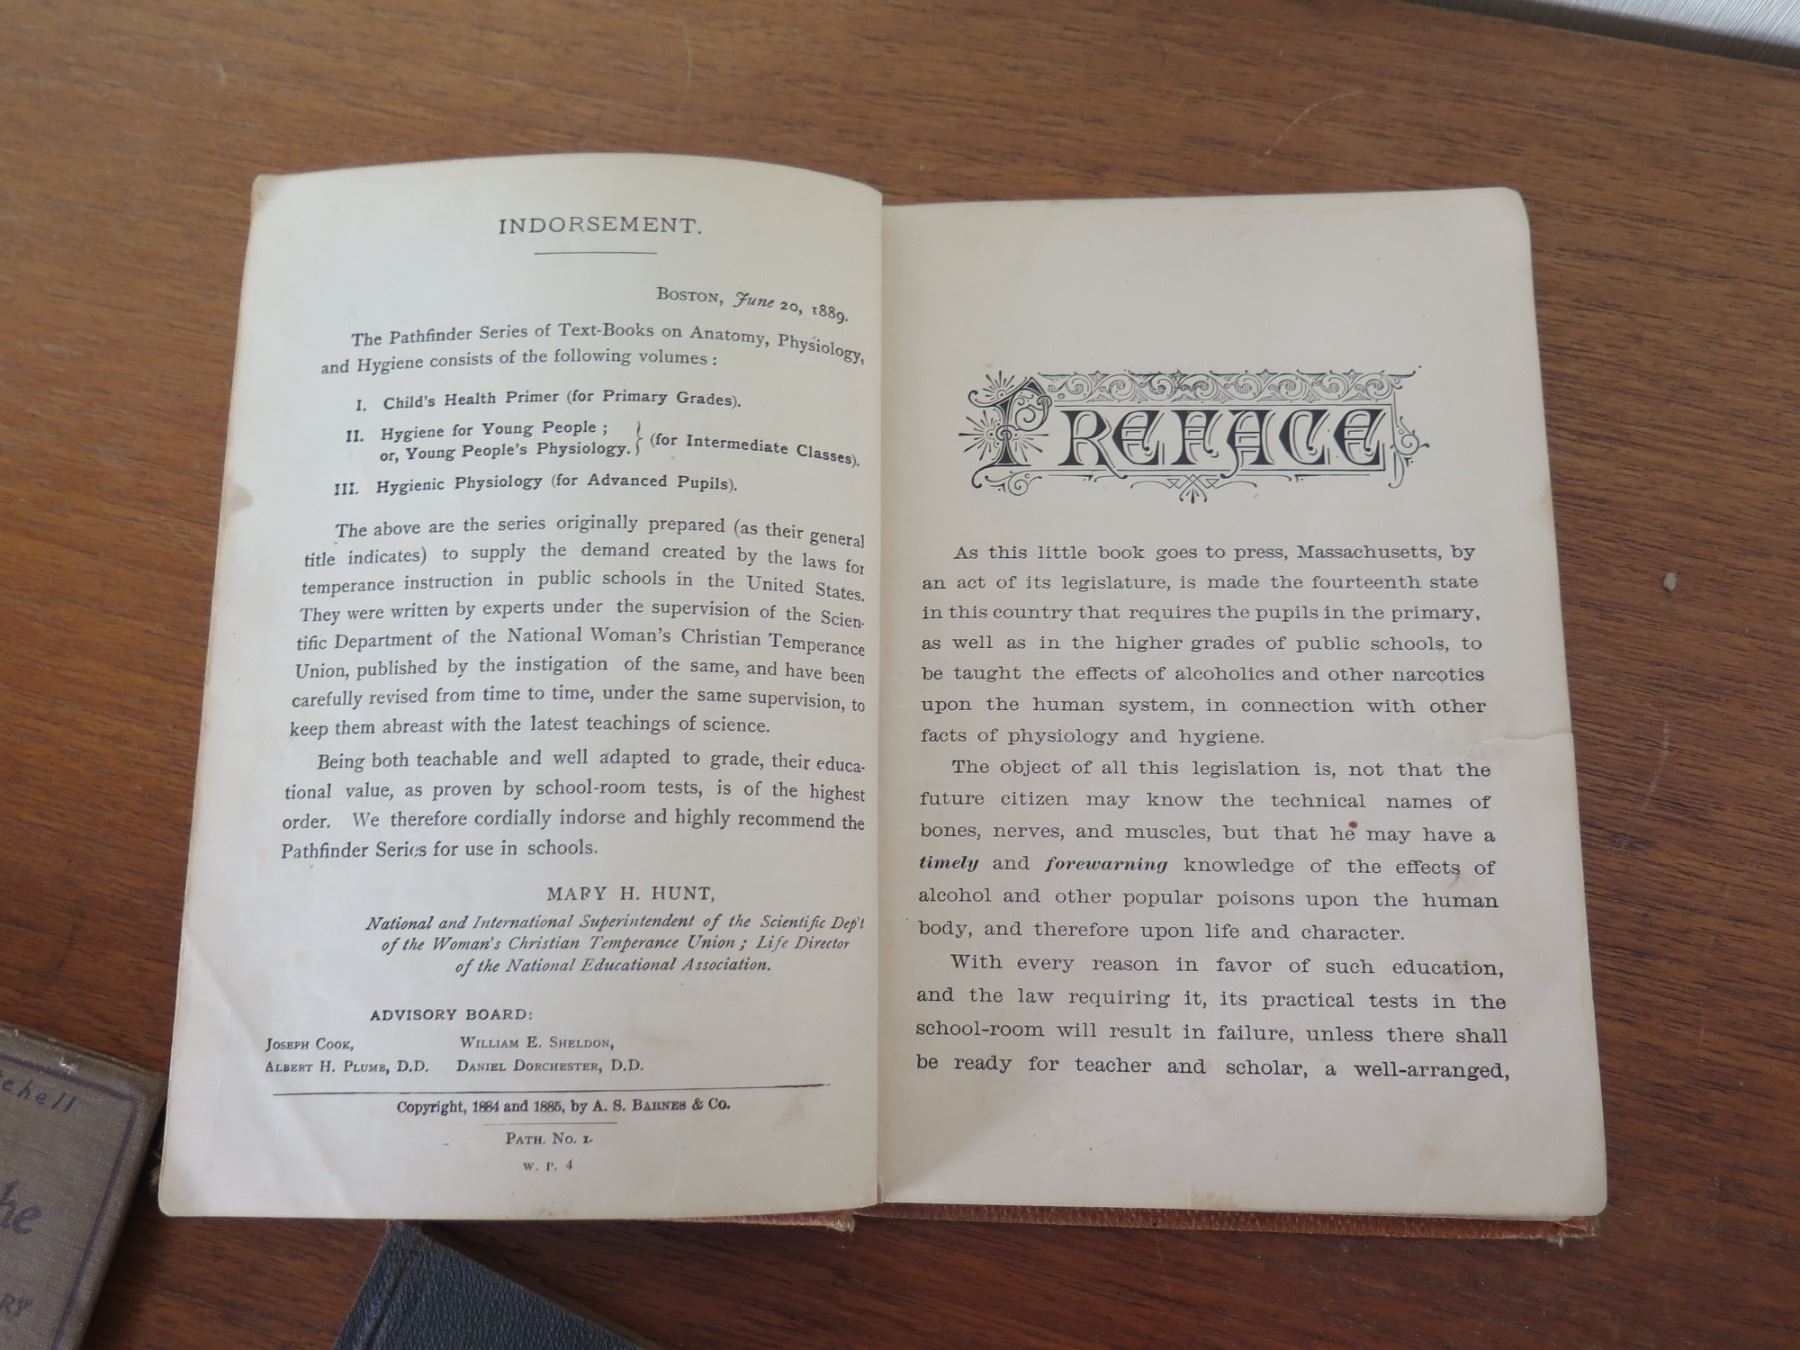 INDORSEMENT.
BOSTON, June 20, 1889.
The Pathfinder Series of Text-Books on Anatomy, Physiology,
and Hygiene consists of the following volumes :
I. Child's Health Primer (for Primary Grades).
II. Hygiene for Young People ;
or, Young People's Physiology. } (for Intermediate Classes).
III. Hygienic Physiology (for Advanced Pupils).
The above are the series originally prepared (as their general
title indicates) to supply the demand created by the laws for
temperance instruction in public schools in the United States.
They were written by experts under the supervision of the Scien-
tific Department of the National Woman's Christian Temperance
Union, published by the instigation of the same, and have been
carefully revised from time to time, under the same supervision, to
keep them abreast with the latest teachings of science.
Being both teachable and well adapted to grade, their educa-
tional value, as proven by school-room tests, is of the highest
order. We therefore cordially indorse and highly recommend the
Pathfinder Series for use in schools.
MARY H. HUNT,
National and International Superintendent of the Scientific Dep't
of the Woman's Christian Temperance Union ; Life Director
of the National Educational Association.
ADVISORY BOARD:
JOSEPH COOK, WILLIAM E. SHELDON,
ALBERT H. PLUMB, D.D. DANIEL DORCHESTER, D.D.
Copyright, 1884 and 1885, by A. S. BARNES & Co.
PATH. No. 1
W. P. 4
PREFACE
As this little book goes to press, Massachusetts, by
an act of its legislature, is made the fourteenth state
in this country that requires the pupils in the primary,
as well as in the higher grades of public schools, to
be taught the effects of alcoholics and other narcotics
upon the human system, in connection with other
facts of physiology and hygiene.
The object of all this legislation is, not that the
future citizen may know the technical names of
bones, nerves, and muscles, but that he may have a
timely and forewarning knowledge of the effects of
alcohol and other popular poisons upon the human
body, and therefore upon life and character.
With every reason in favor of such education,
and the law requiring it, its practical tests in the
school-room will result in failure, unless there shall
be ready for teacher and scholar, a well-arranged,